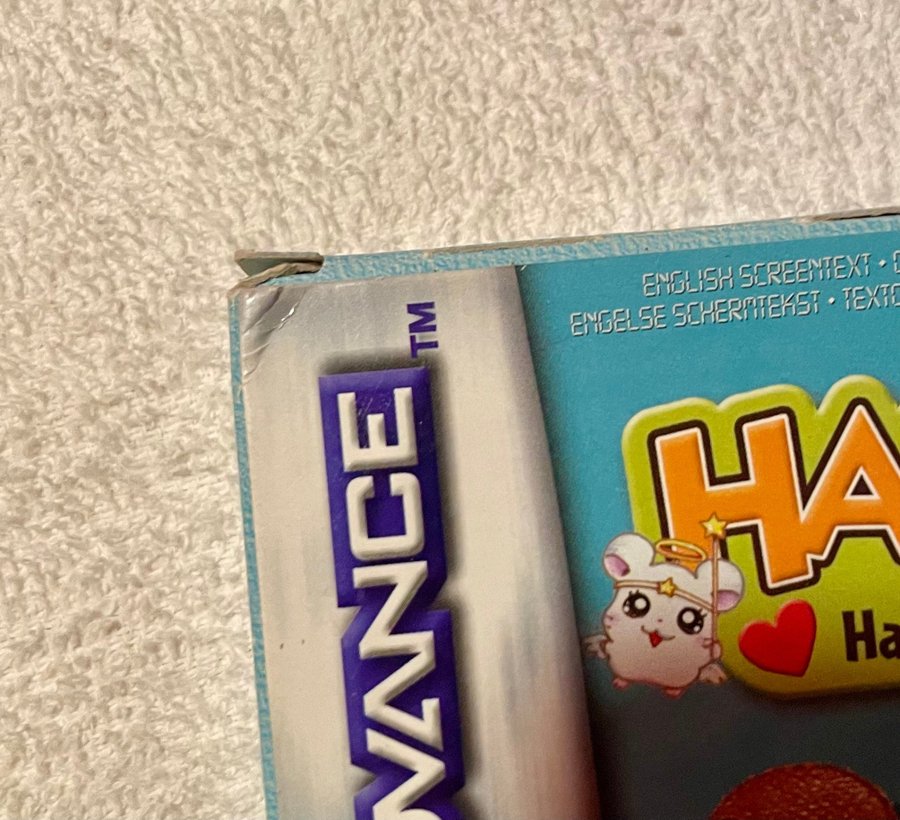 ENGLISH SCREENTEXT •
ENGELSE SCHERMTEKST •
HA
Ha
VANCE™